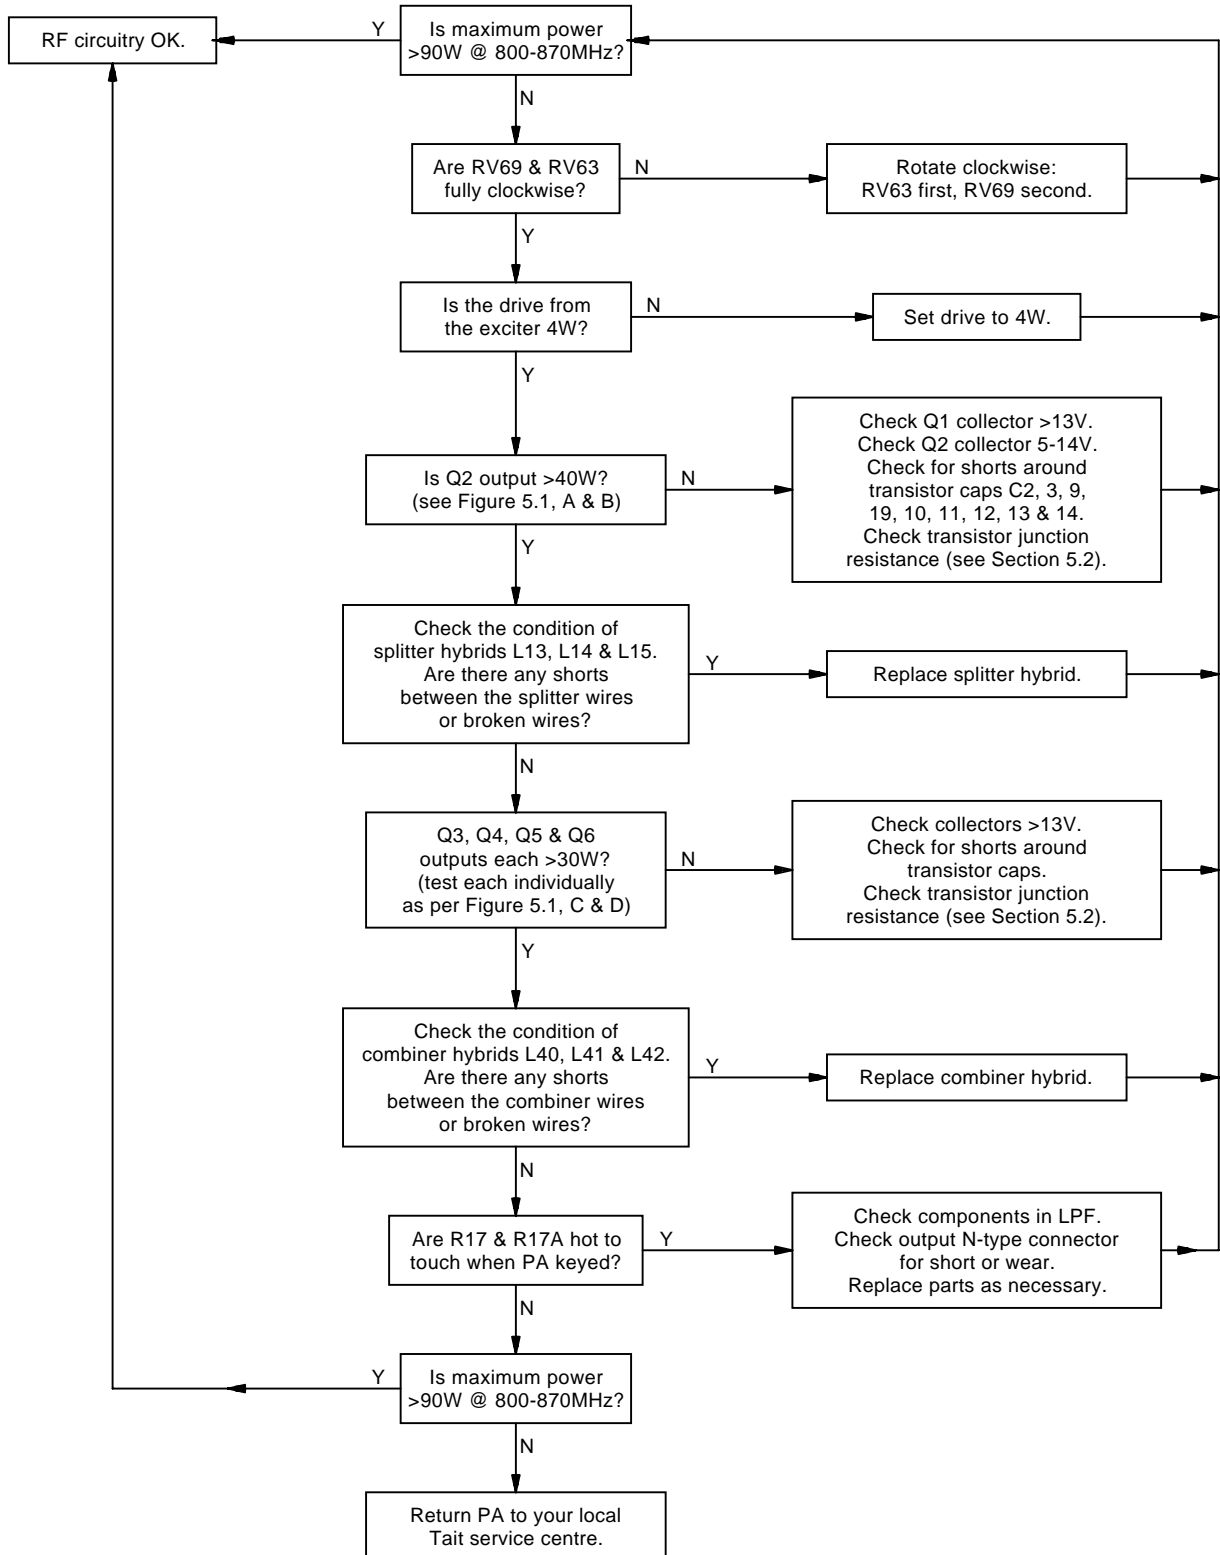 RF circuitry OK.
Y
Is maximum power
>90W @ 800-870MHz?
N
Are RV69 & RV63
fully clockwise?
N
Rotate clockwise:
RV63 first, RV69 second.
Y
Is the drive from
the exciter 4W?
N
Set drive to 4W.
Y
Is Q2 output >40W?
(see Figure 5.1, A & B)
N
Check Q1 collector >13V.
Check Q2 collector 5-14V.
Check for shorts around
transistor caps C2, 3, 9,
19, 10, 11, 12, 13 & 14.
Check transistor junction
resistance (see Section 5.2).
Y
Check the condition of
splitter hybrids L13, L14 & L15.
Are there any shorts
between the splitter wires
or broken wires?
Y
Replace splitter hybrid.
N
Q3, Q4, Q5 & Q6
outputs each >30W?
(test each individually
as per Figure 5.1, C & D)
N
Check collectors >13V.
Check for shorts around
transistor caps.
Check transistor junction
resistance (see Section 5.2).
Y
Check the condition of
combiner hybrids L40, L41 & L42.
Are there any shorts
between the combiner wires
or broken wires?
Y
Replace combiner hybrid.
N
Are R17 & R17A hot to
touch when PA keyed?
Y
Check components in LPF.
Check output N-type connector
for short or wear.
Replace parts as necessary.
N
Y
Is maximum power
>90W @ 800-870MHz?
N
Return PA to your local
Tait service centre.